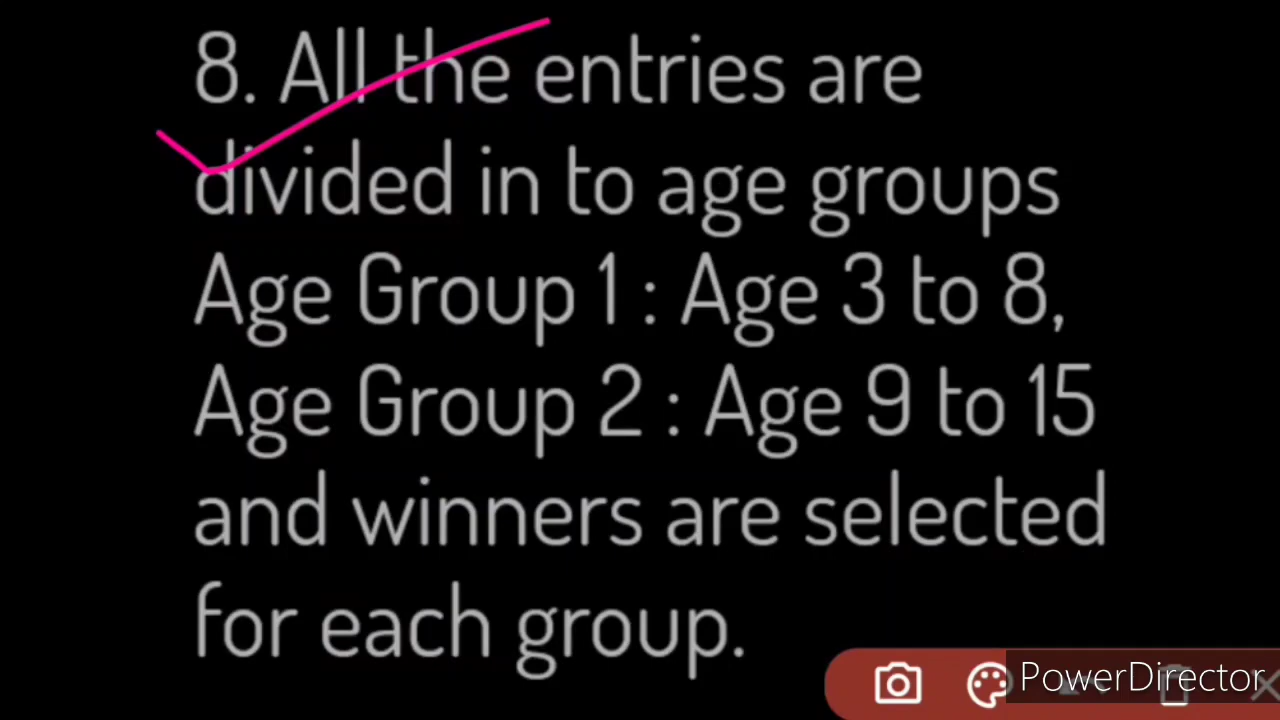 8. All the entries are
divided in to age groups
Age Group 1 : Age 3 to 8,
Age Group 2 : Age 9 to 15
and winners are selected
for each group.
PowerDirector